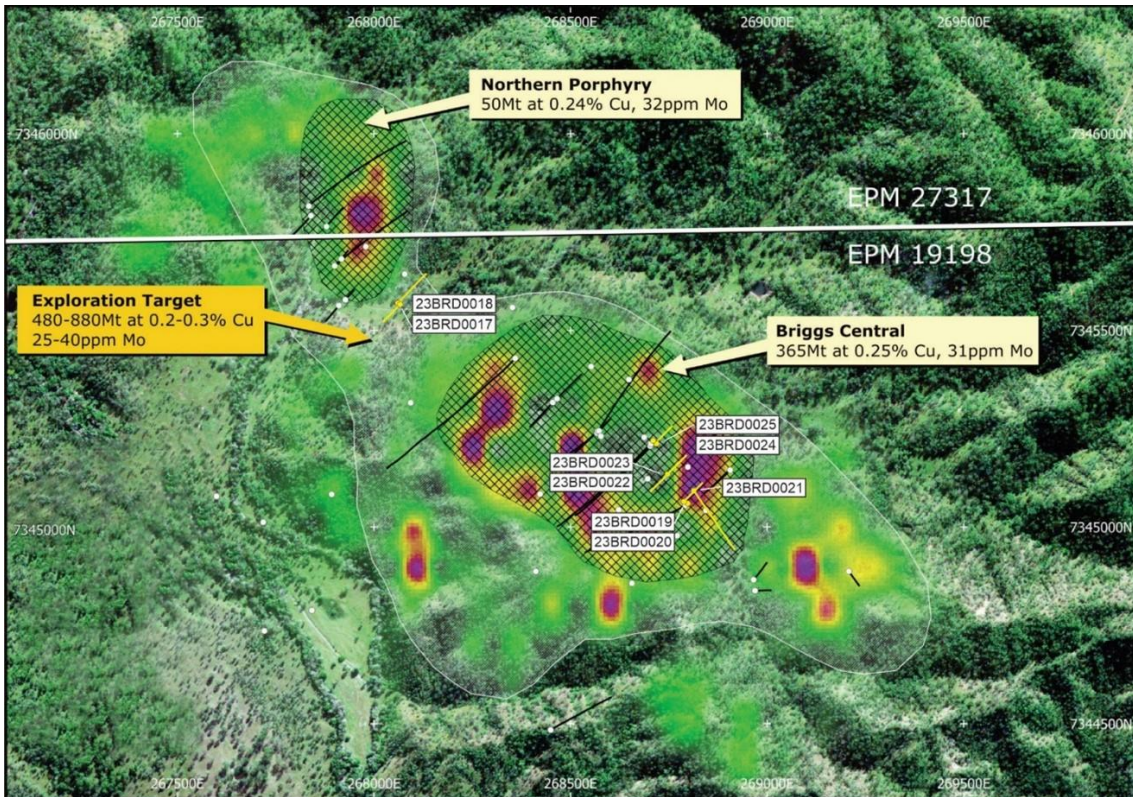 267500E
268000E
268500E
269000E
269500E
Northern Porphyry
50Mt at 0.24% Cu, 32ppm Mo
7346000N
7346000N
EPM 27317
EPM 19198
Exploration Target
480-880Mt at 0.2-0.3% Cu
25-40ppm Mo
23BRD0018
23BRD0017
7345500N
Briggs Central
365Mt at 0.25% Cu, 31ppm Mo
23BRD0025
23BRD0024
23BRD0023
23BRD0022
23BRD0021
23BRD0019
23BRD0020
7345000N
7345000N
7344500N
267500E
268000E
268500E
269000E
269500E